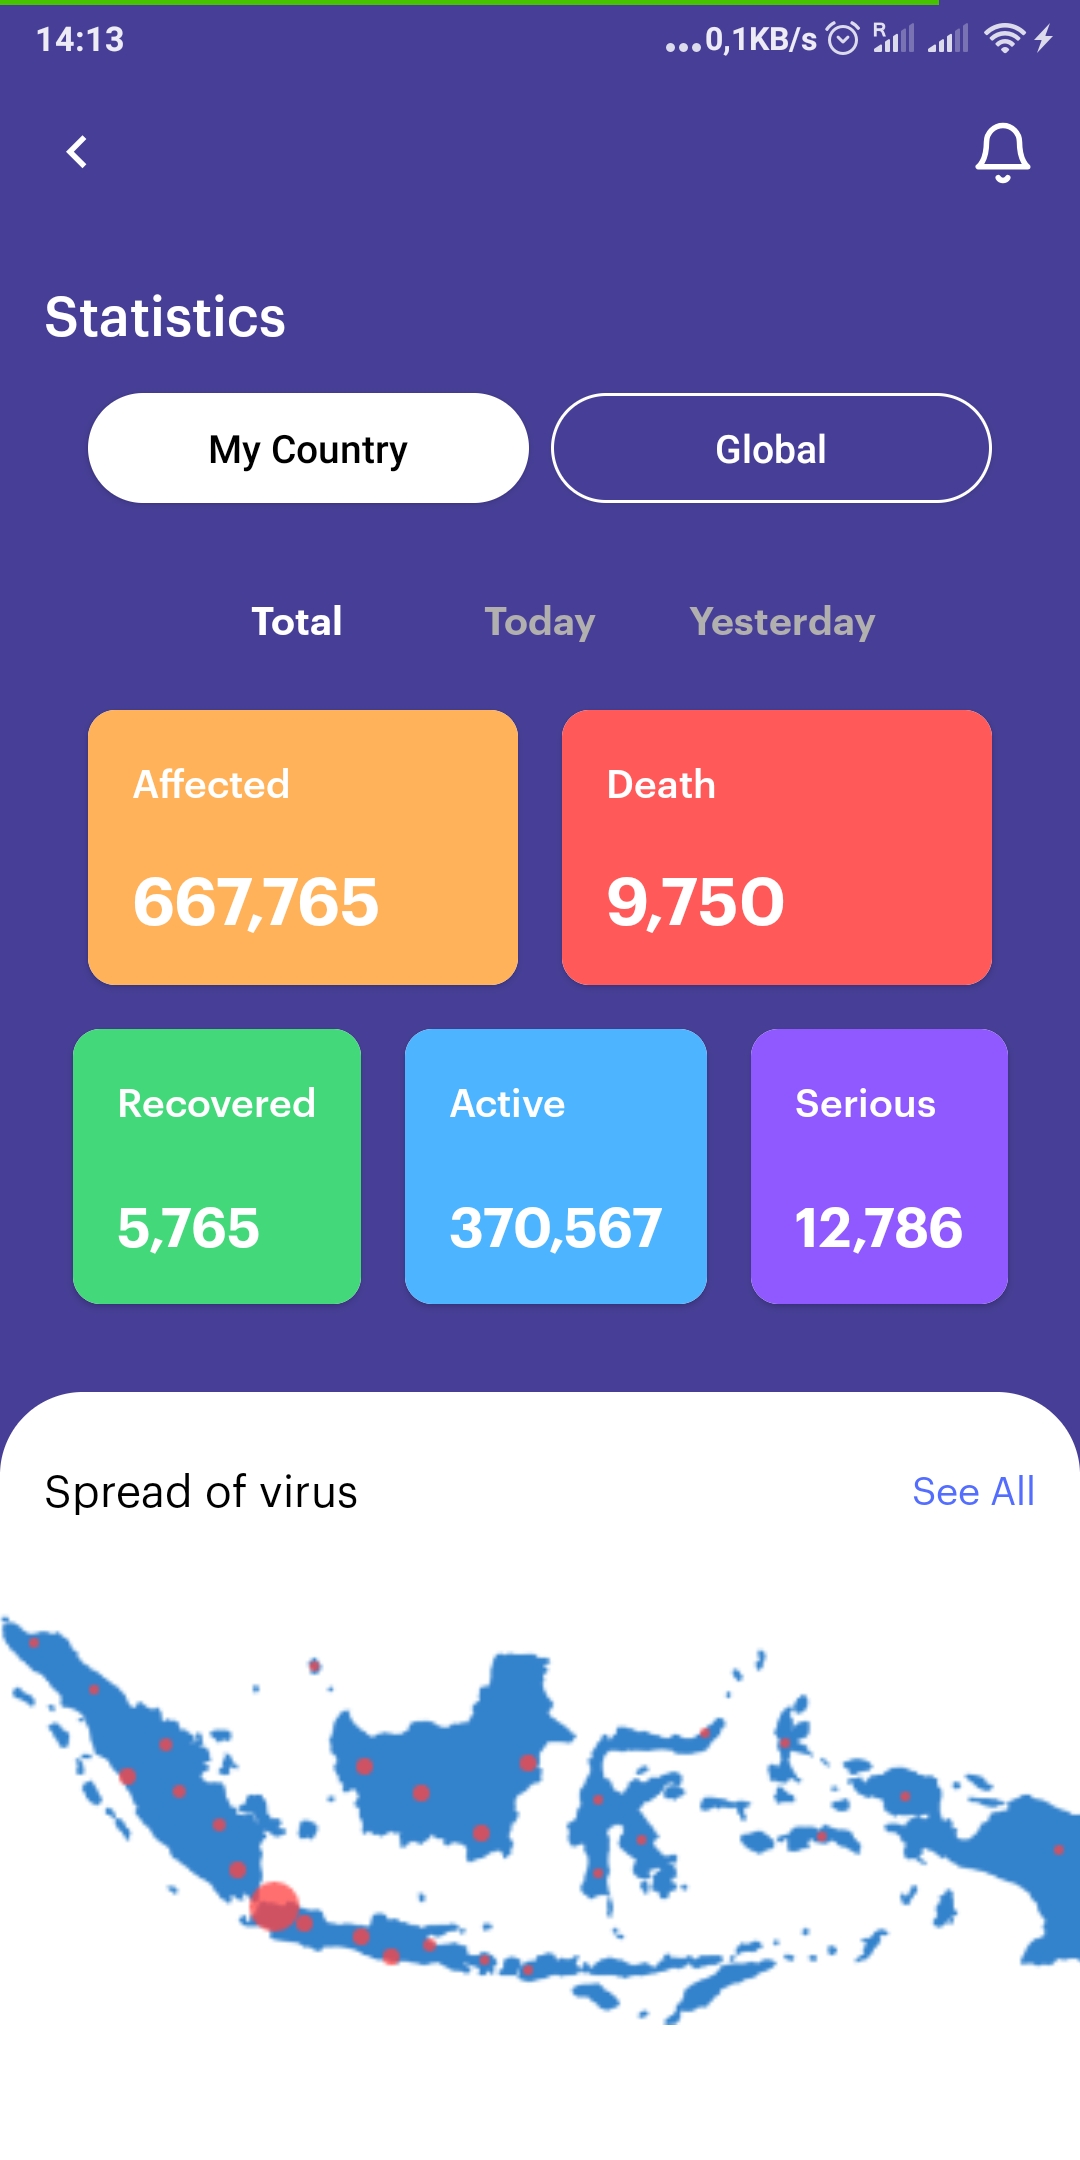 14:13
...0,1KB/s R
Statistics
My Country Global
Total Today Yesterday
Affected Death
667,765 9,750
Recovered Active Serious
5,765 370,567 12,786
Spread of virus See All